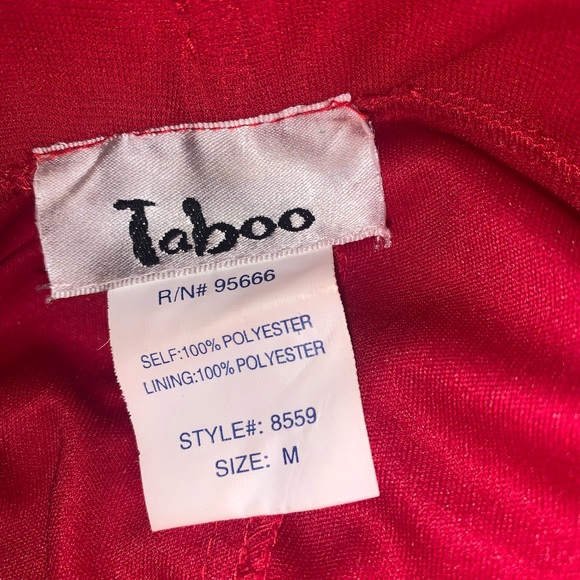 Taboo
R/N# 95666
SELF:100% POLYESTER
LINING:100% POLYESTER
STYLE#: 8559
SIZE: M